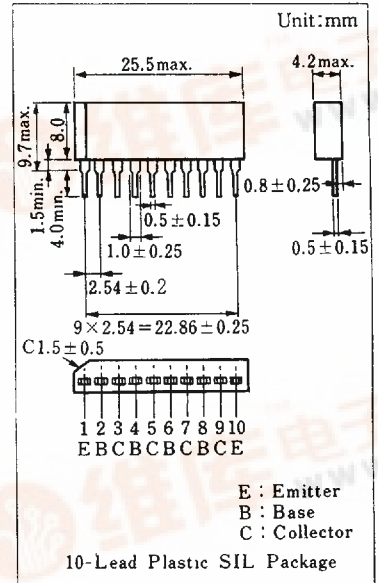 Unit:mm
25.5max.
4.2max.
9.7max.
8.0
1.5min.
4.0min.
0.8±0.25
0.5±0.15
1.0±0.25
0.5±0.15
2.54±0.2
9×2.54=22.86±0.25
C1.5±0.5
1 2 3 4 5 6 7 8 9 10
E B C B C B C B C E
E : Emitter
B : Base
C : Collector
10-Lead Plastic SIL Package